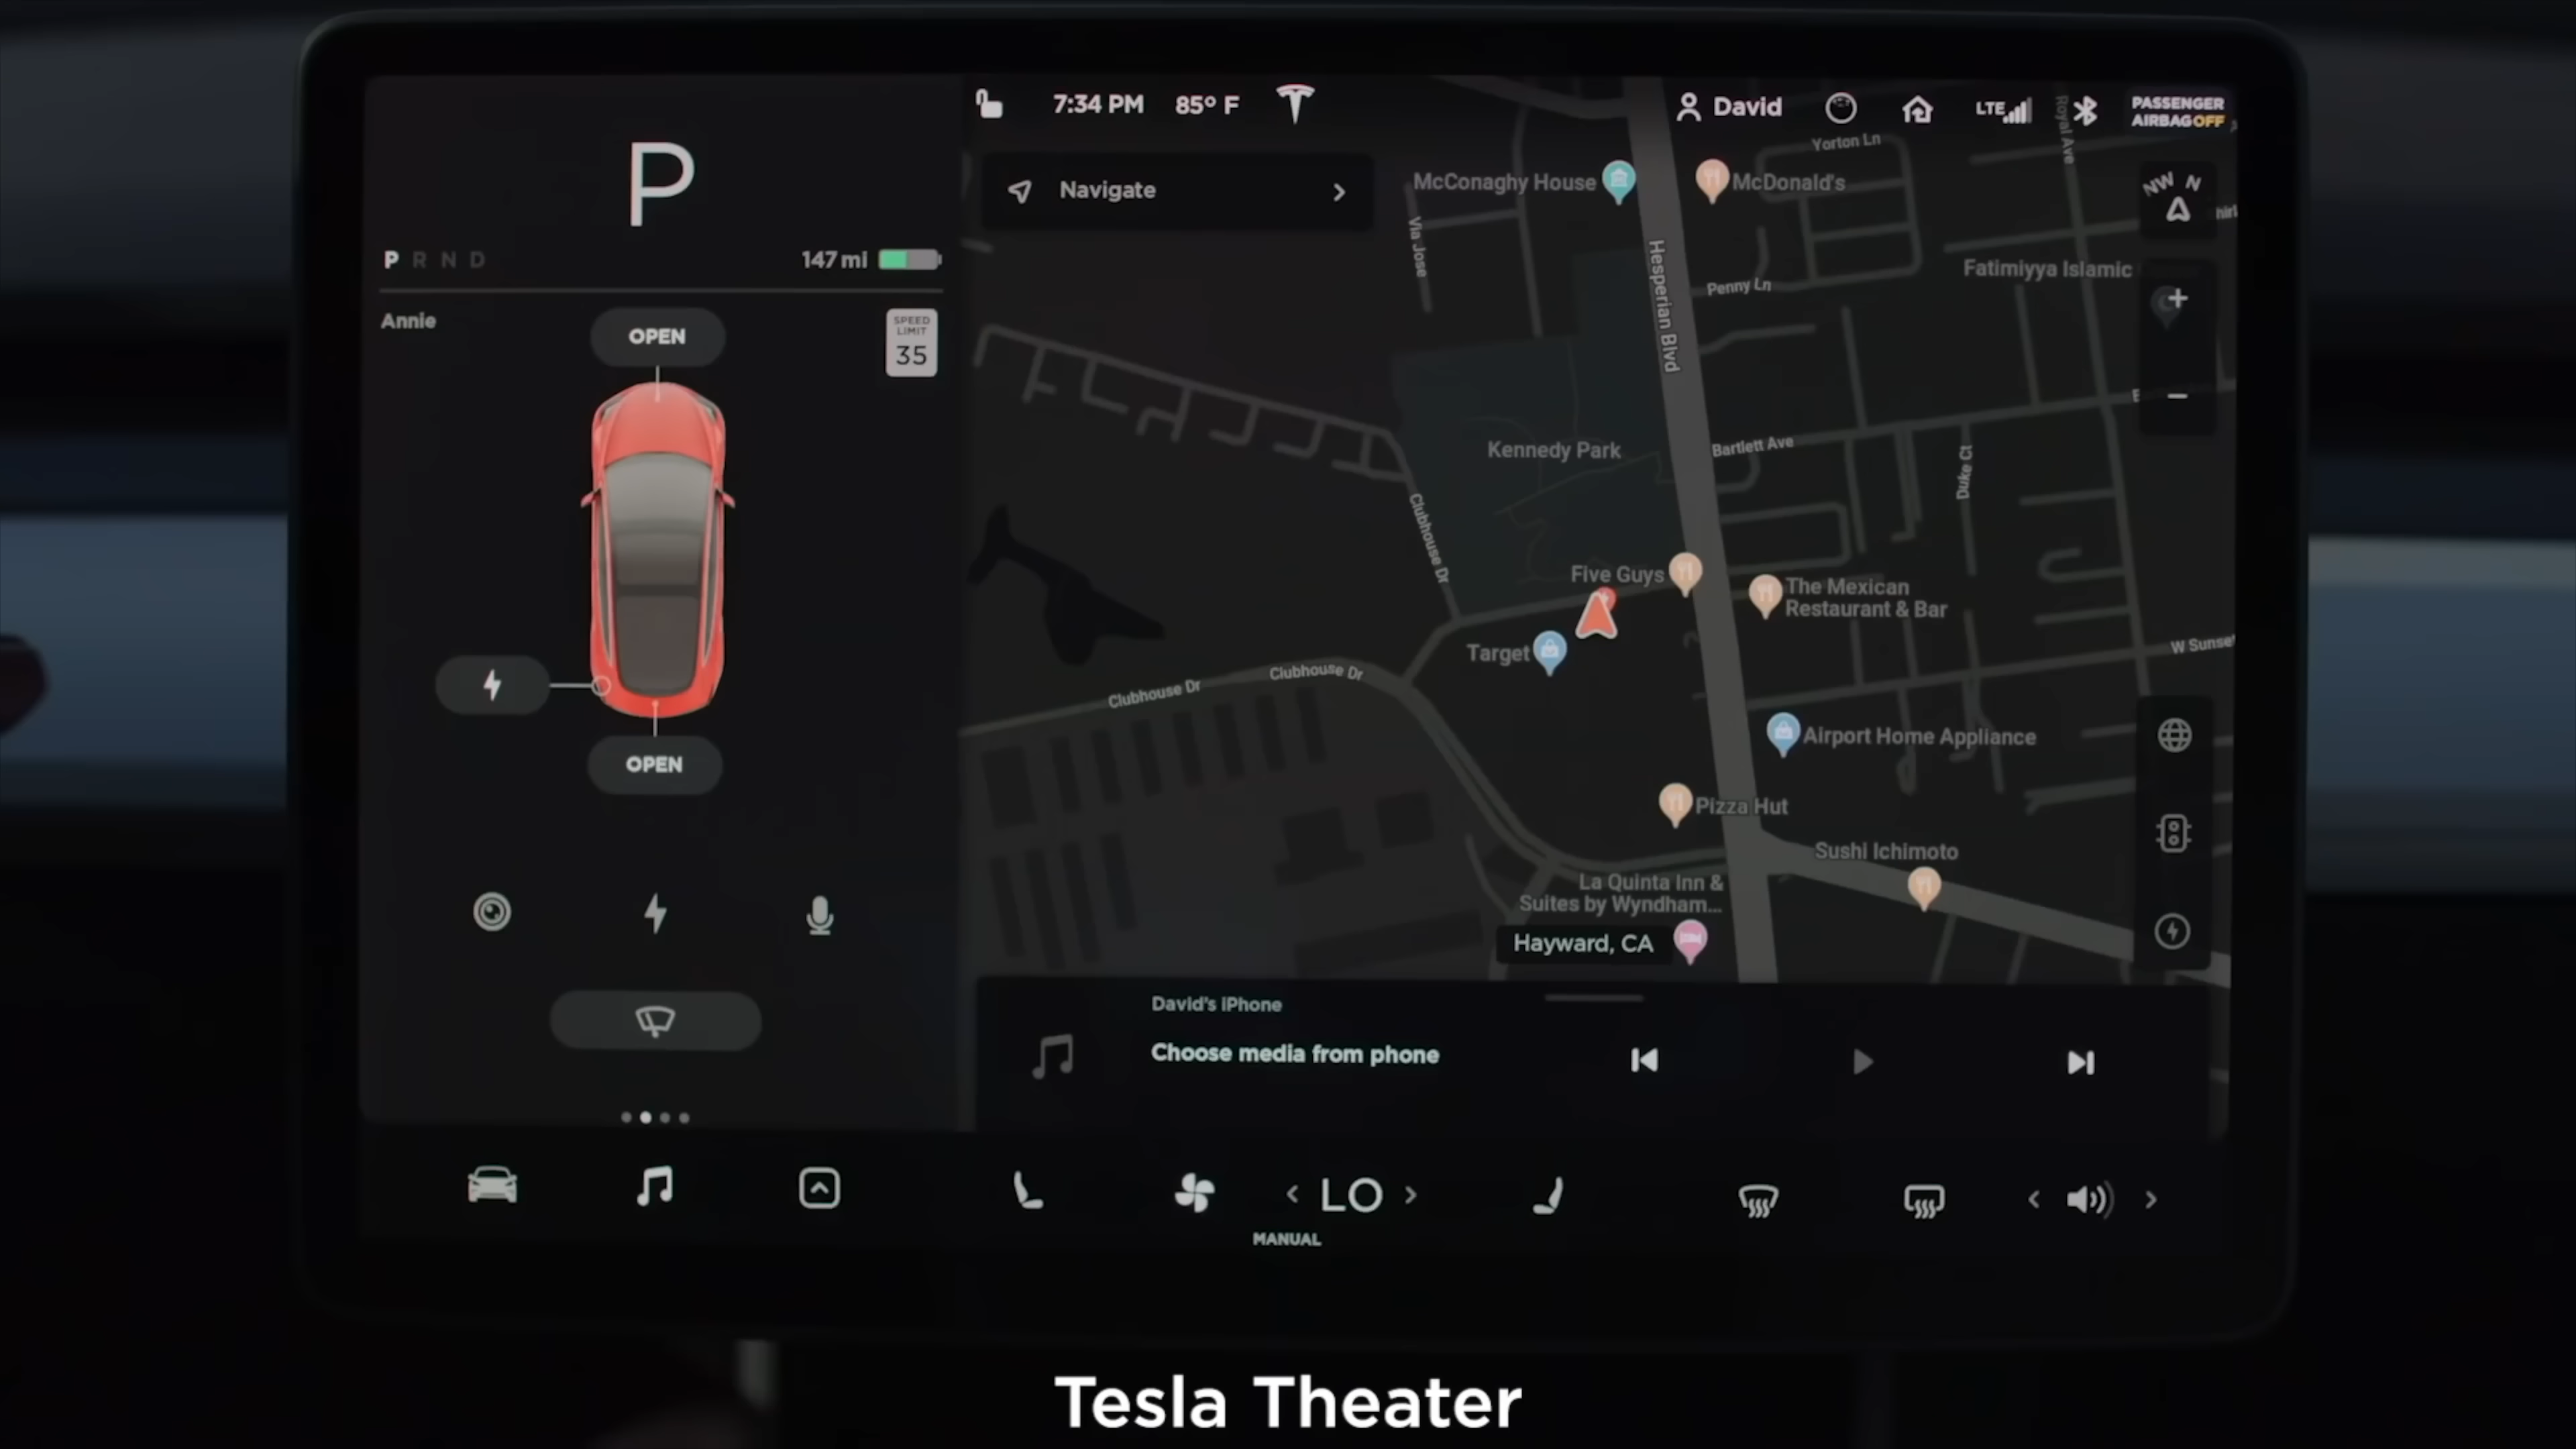 7:34 PM
85° F
David
LTE
PASSENGER
AIRBAG OFF
P
P R N D
147 mi
Annie
OPEN
SPEED
LIMIT
35
OPEN
Navigate
NW N
McConaghy House
McDonald's
Yorton Ln
Royal Ave
Via Jose
Hesperian Blvd
Penny Ln
Fatimiyya Islamic
Kennedy Park
Bartlett Ave
Duke Ct
Clubhouse Dr
Five Guys
The Mexican
Restaurant & Bar
Target
W Sunset
Clubhouse Dr
Clubhouse Dr
Airport Home Appliance
Pizza Hut
Sushi Ichimoto
La Quinta Inn &
Suites by Wyndham...
Hayward, CA
David's iPhone
Choose media from phone
LO
MANUAL
Tesla Theater